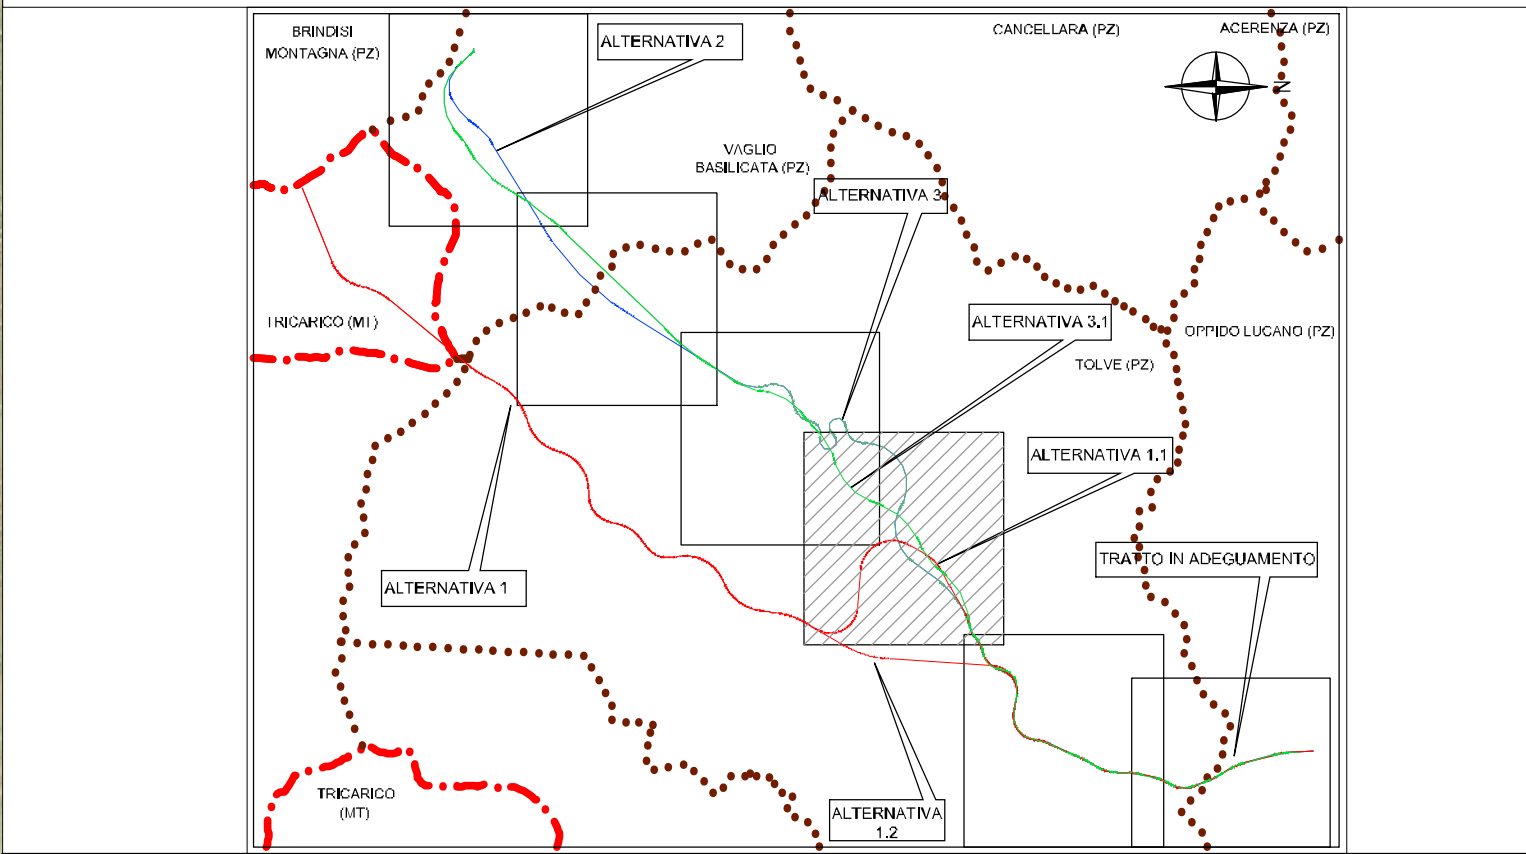 BRINDISI
MONTAGNA (PZ)
ALTERNATIVA 2
CANCELLARA (PZ)
ACERENZA (PZ)
N
VAGLIO
BASILICATA (PZ)
ALTERNATIVA 3
TRICARICO (MT)
ALTERNATIVA 3.1
OPPIDO LUCANO (PZ)
TOLVE (PZ)
ALTERNATIVA 1.1
TRATTO IN ADEGUAMENTO
ALTERNATIVA 1
TRICARICO
(MT)
ALTERNATIVA
1.2